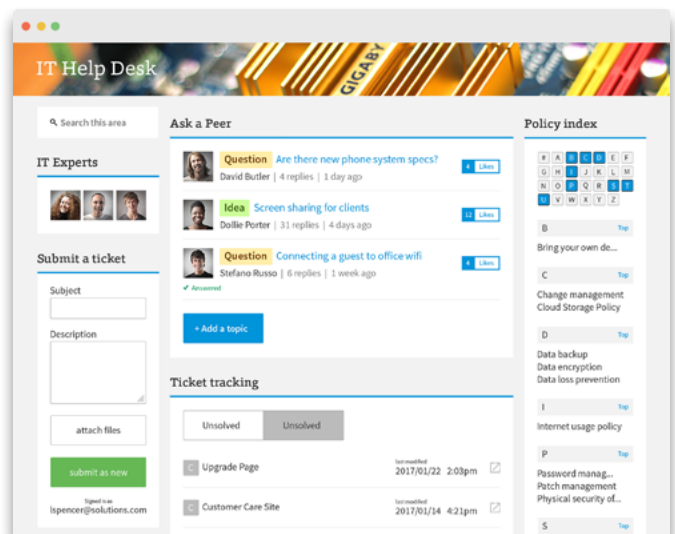 IT Help Desk
GIGABY
Search this area
IT Experts
Submit a ticket
Subject
Description
attach files
submit as new
Signed in as
lspencer@solutions.com
Ask a Peer
Question Are there new phone system specs?
David Butler | 4 replies | 1 day ago
4 Likes
Idea Screen sharing for clients
Dollie Porter | 31 replies | 4 days ago
12 Likes
Question Connecting a guest to office wifi
Stefano Russo | 6 replies | 1 week ago
4 Likes
✔ Answered
+ Add a topic
Ticket tracking
Unsolved Unsolved
C Upgrade Page
last modified
2017/01/22 2:03pm
C Customer Care Site
last modified
2017/01/14 4:21pm
Policy index
# A B C D E F
G H I J K L M
N O P Q R S T
U V W X Y Z
B Top
Bring your own de...
C Top
Change management
Cloud Storage Policy
D Top
Data backup
Data encryption
Data loss prevention
I Top
Internet usage policy
P Top
Password manag...
Patch management
Physical security of...
S Top